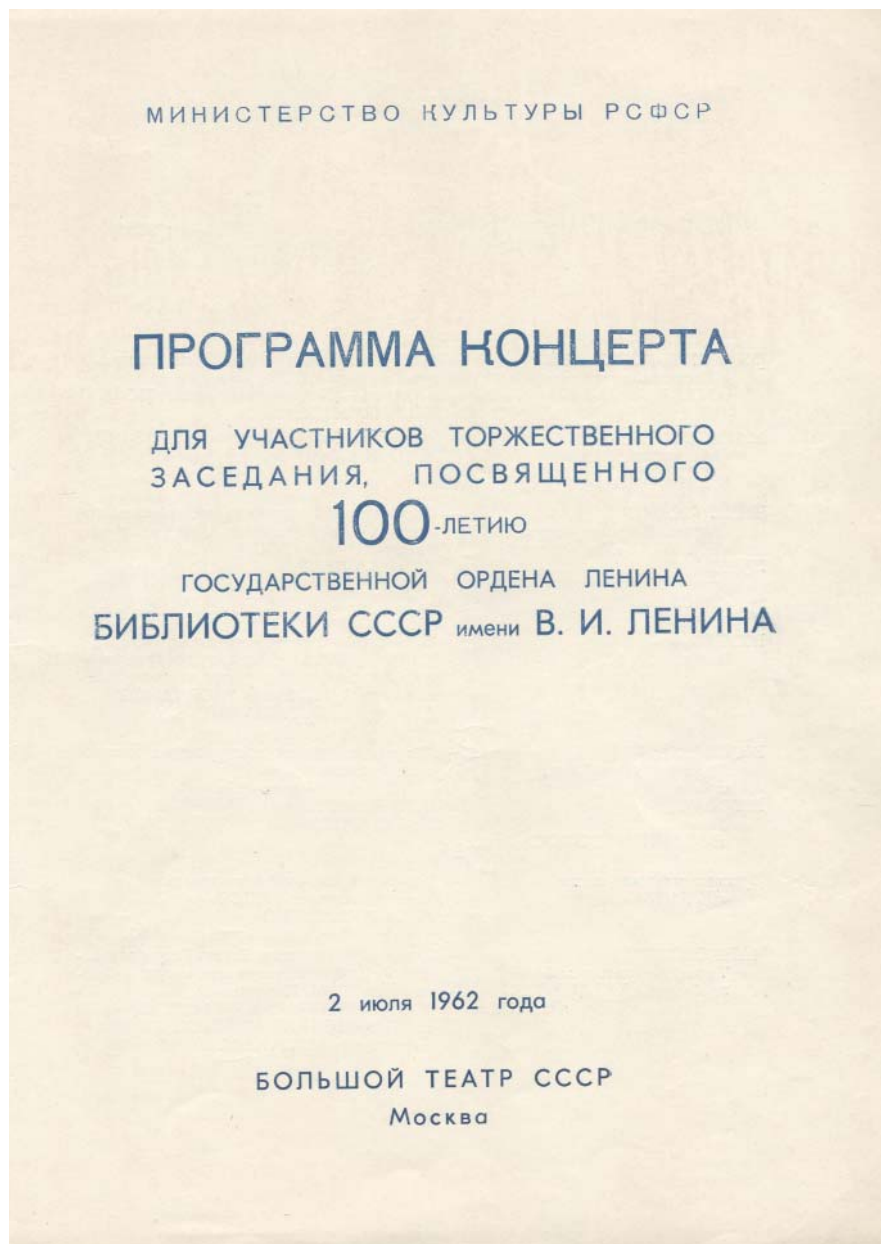 МИНИСТЕРСТВО КУЛЬТУРЫ РСФСР
ПРОГРАММА КОНЦЕРТА
ДЛЯ УЧАСТНИКОВ ТОРЖЕСТВЕННОГО
ЗАСЕДАНИЯ, ПОСВЯЩЕННОГО
100-ЛЕТИЮ
ГОСУДАРСТВЕННОЙ ОРДЕНА ЛЕНИНА
БИБЛИОТЕКИ СССР имени В. И. ЛЕНИНА
2 июля 1962 года
БОЛЬШОЙ ТЕАТР СССР
Москва